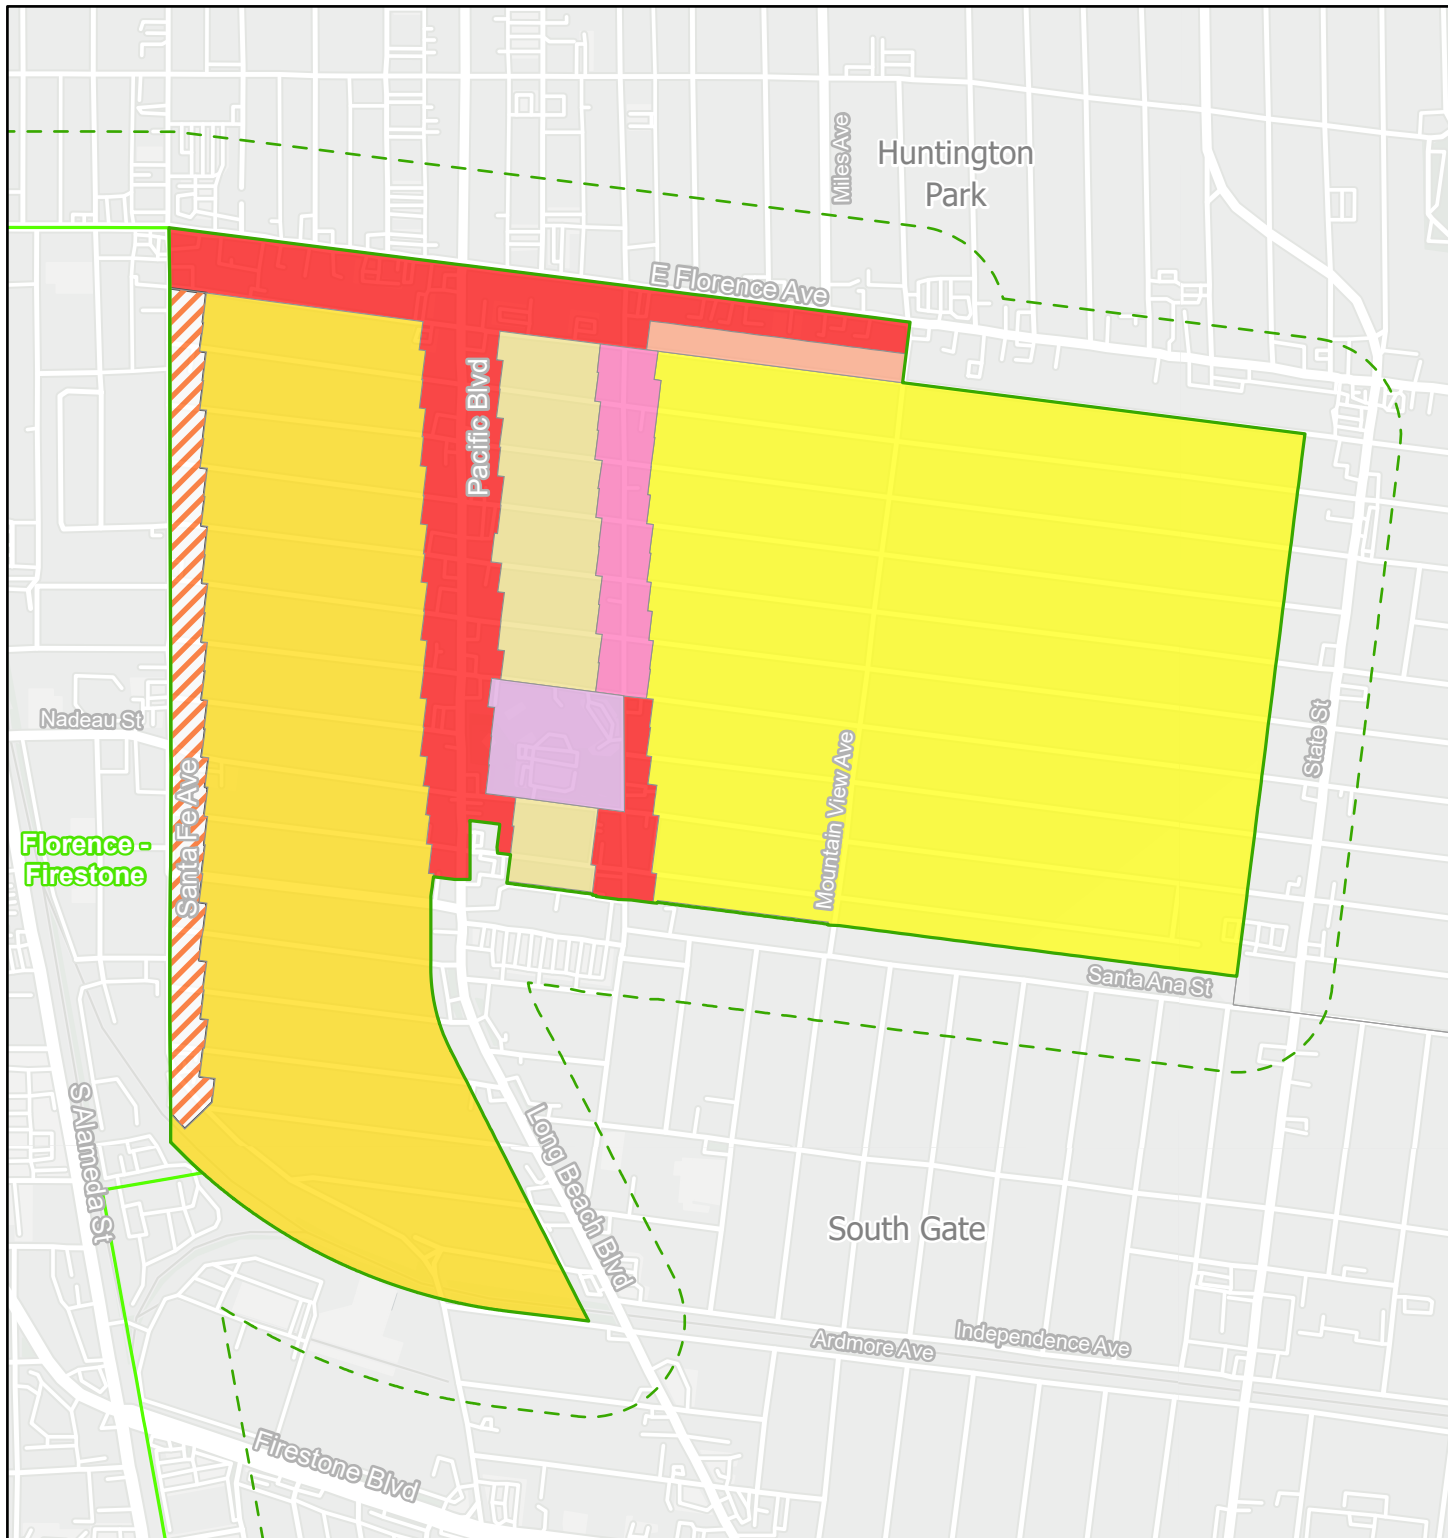 Miles Ave
Huntington
Park
E Florence Ave
Pacific Blvd
Nadeau St
State St
Santa Fe Ave
Mountain View Ave
Florence -
Firestone
Santa Ana St
S Alameda St
Long Beach Blvd
South Gate
Independence Ave
Ardmore Ave
Firestone Blvd